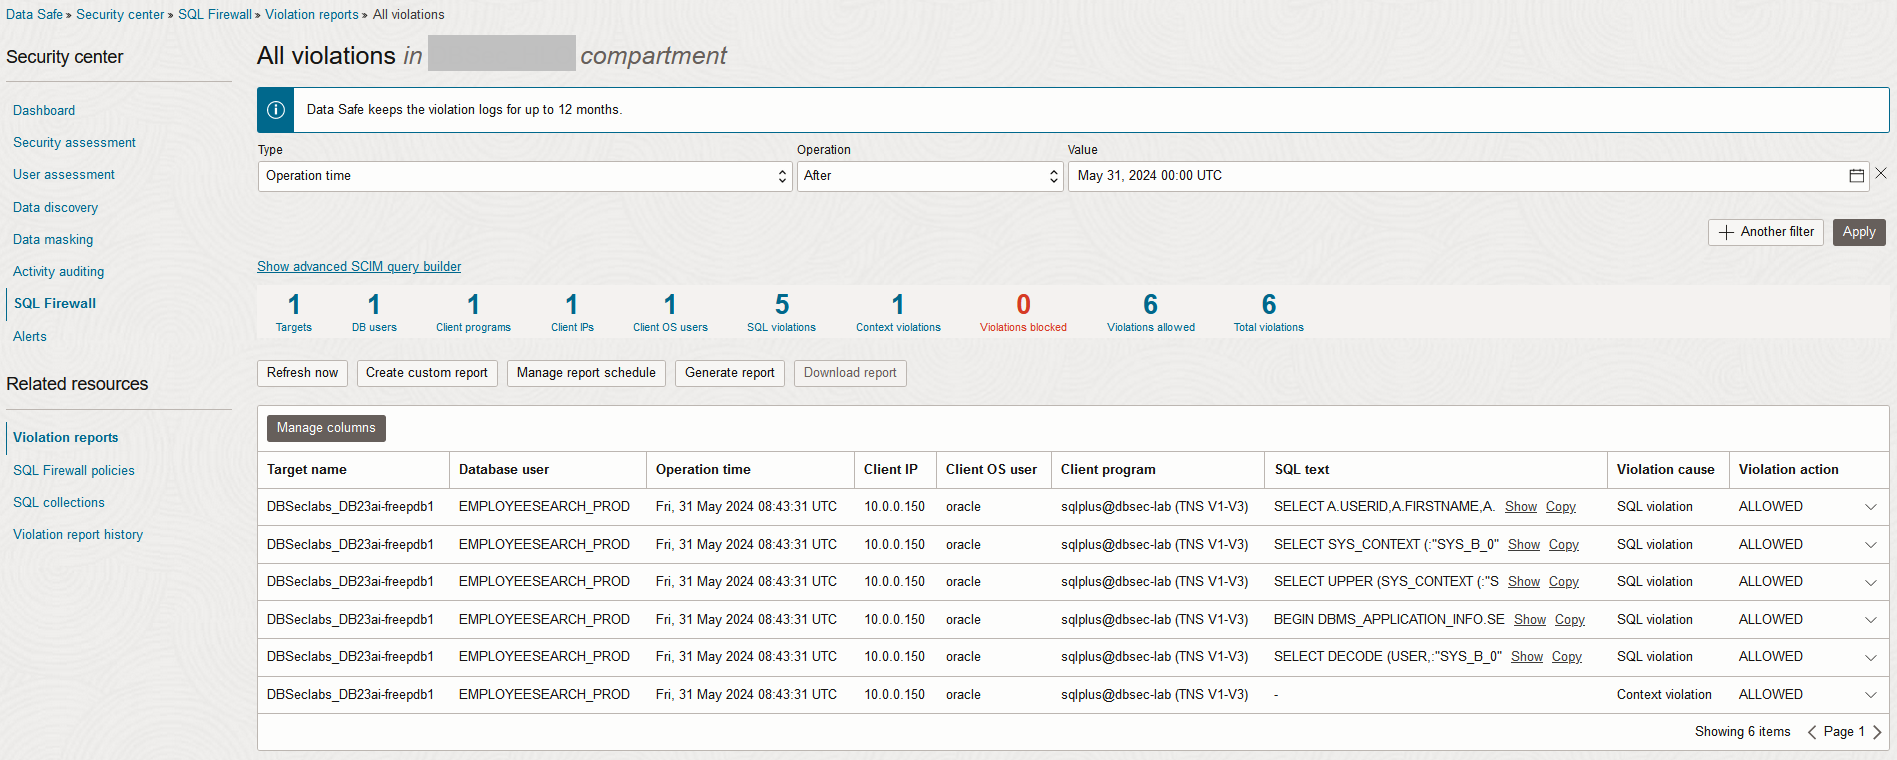 Data Safe » Security center » SQL Firewall » Violation reports » All violations
Security center
Dashboard
Security assessment
User assessment
Data discovery
Data masking
Activity auditing
SQL Firewall
Alerts
Related resources
Violation reports
SQL Firewall policies
SQL collections
Violation report history
All violations in compartment
Data Safe keeps the violation logs for up to 12 months.
Type Operation Value
Operation time After May 31, 2024 00:00 UTC
Another filter Apply
Show advanced SCIM query builder
1 1 1 1 1 5 1 0 6 6
Targets DB users Client programs Client IPs Client OS users SQL violations Context violations Violations blocked Violations allowed Total violations
Refresh now Create custom report Manage report schedule Generate report Download report
Manage columns
Target name Database user Operation time Client IP Client OS user Client program SQL text Violation cause Violation action
DBSeclabs_DB23ai-freepdb1 EMPLOYEESEARCH_PROD Fri, 31 May 2024 08:43:31 UTC 10.0.0.150 oracle sqlplus@dbsec-lab (TNS V1-V3) SELECT A.USERID,A.FIRSTNAME,A. Show Copy SQL violation ALLOWED
DBSeclabs_DB23ai-freepdb1 EMPLOYEESEARCH_PROD Fri, 31 May 2024 08:43:31 UTC 10.0.0.150 oracle sqlplus@dbsec-lab (TNS V1-V3) SELECT SYS_CONTEXT (:"SYS_B_0" Show Copy SQL violation ALLOWED
DBSeclabs_DB23ai-freepdb1 EMPLOYEESEARCH_PROD Fri, 31 May 2024 08:43:31 UTC 10.0.0.150 oracle sqlplus@dbsec-lab (TNS V1-V3) SELECT UPPER (SYS_CONTEXT (:"S Show Copy SQL violation ALLOWED
DBSeclabs_DB23ai-freepdb1 EMPLOYEESEARCH_PROD Fri, 31 May 2024 08:43:31 UTC 10.0.0.150 oracle sqlplus@dbsec-lab (TNS V1-V3) BEGIN DBMS_APPLICATION_INFO.SE Show Copy SQL violation ALLOWED
DBSeclabs_DB23ai-freepdb1 EMPLOYEESEARCH_PROD Fri, 31 May 2024 08:43:31 UTC 10.0.0.150 oracle sqlplus@dbsec-lab (TNS V1-V3) SELECT DECODE (USER,:"SYS_B_0" Show Copy SQL violation ALLOWED
DBSeclabs_DB23ai-freepdb1 EMPLOYEESEARCH_PROD Fri, 31 May 2024 08:43:31 UTC 10.0.0.150 oracle sqlplus@dbsec-lab (TNS V1-V3) - Context violation ALLOWED
Showing 6 items Page 1